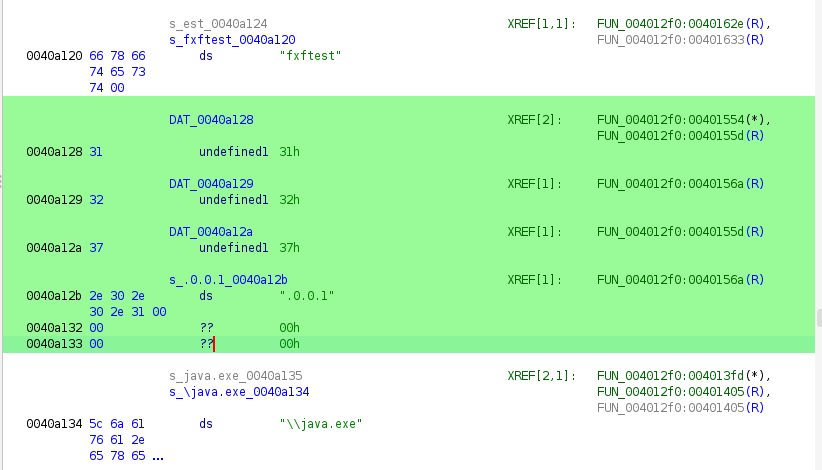 s_est_0040a124 XREF[1,1]: FUN_004012f0:0040162e(R),
s_fxftest_0040a120 FUN_004012f0:00401633(R)
0040a120 66 78 66 ds "fxftest"
74 65 73
74 00
DAT_0040a128 XREF[2]: FUN_004012f0:00401554(*),
FUN_004012f0:0040155d(R)
0040a128 31 undefined1 31h
DAT_0040a129 XREF[1]: FUN_004012f0:0040156a(R)
0040a129 32 undefined1 32h
DAT_0040a12a XREF[1]: FUN_004012f0:0040155d(R)
0040a12a 37 undefined1 37h
s_.0.0.1_0040a12b XREF[1]: FUN_004012f0:0040156a(R)
0040a12b 2e 30 2e ds ".0.0.1"
30 2e 31 00
0040a132 00 ?? 00h
0040a133 00 ?? 00h
s_java.exe_0040a135 XREF[2,1]: FUN_004012f0:004013fd(*),
s_\java.exe_0040a134 FUN_004012f0:00401405(R)
FUN_004012f0:00401405(R)
0040a134 5c 6a 61 ds "\\java.exe"
76 61 2e
65 78 65 ...